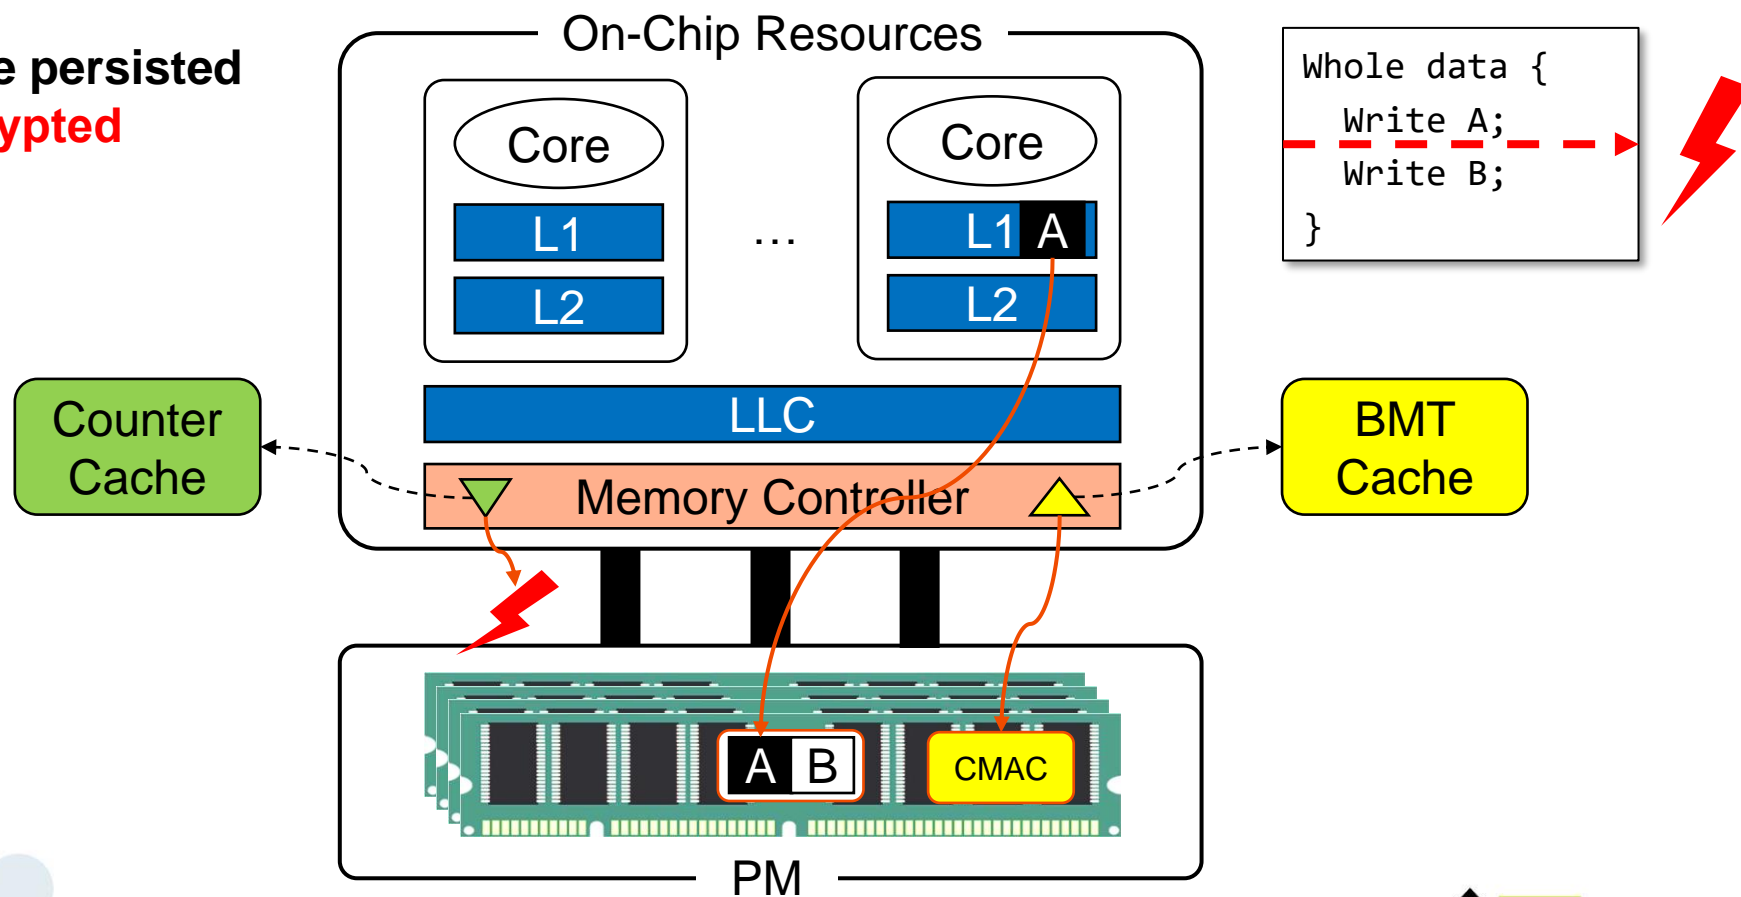 e persisted
ypted
On-Chip Resources
Core
L1
L2
...
Core
L1 A
L2
LLC
Memory Controller
Counter
Cache
BMT
Cache
Whole data {
Write A;
Write B;
}
A B
CMAC
PM